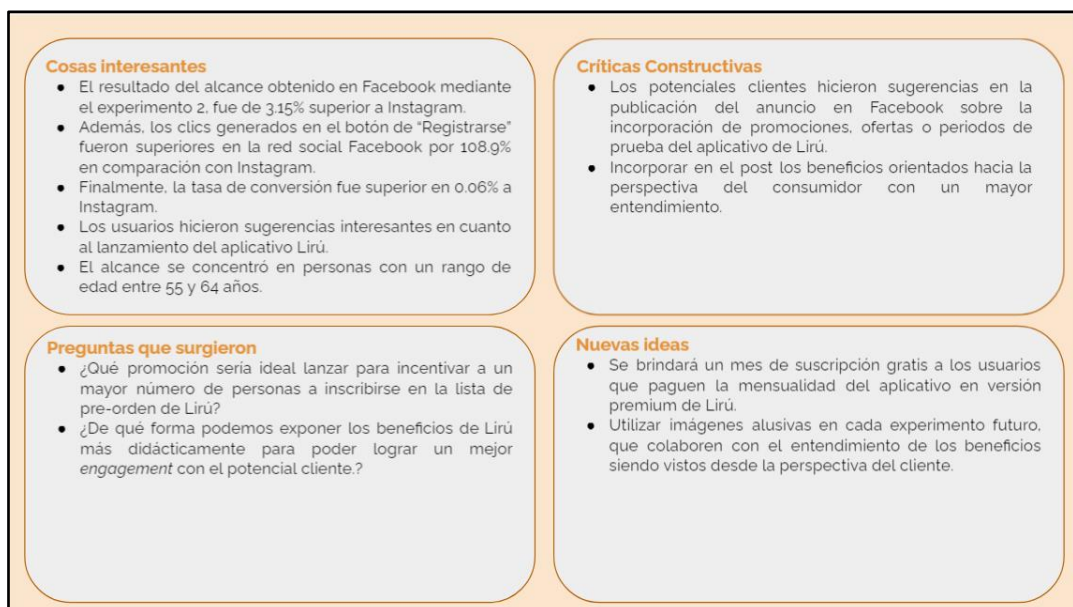 Cosas interesantes
● El resultado del alcance obtenido en Facebook mediante
el experimento 2, fue de 3.15% superior a Instagram.
● Además, los clics generados en el botón de “Registrarse”
fueron superiores en la red social Facebook por 108.9%
en comparación con Instagram.
● Finalmente, la tasa de conversión fue superior en 0.06% a
Instagram.
● Los usuarios hicieron sugerencias interesantes en cuanto
al lanzamiento del aplicativo Lirú.
● El alcance se concentró en personas con un rango de
edad entre 55 y 64 años.
Críticas Constructivas
● Los potenciales clientes hicieron sugerencias en la
publicación del anuncio en Facebook sobre la
incorporación de promociones, ofertas o periodos de
prueba del aplicativo de Lirú.
● Incorporar en el post los beneficios orientados hacia la
perspectiva del consumidor con un mayor
entendimiento.
Preguntas que surgieron
● ¿Qué promoción sería ideal lanzar para incentivar a un
mayor número de personas a inscribirse en la lista de
pre-orden de Lirú?
● ¿De qué forma podemos exponer los beneficios de Lirú
más didácticamente para poder lograr un mejor
engagement con el potencial cliente.?
Nuevas ideas
● Se brindará un mes de suscripción gratis a los usuarios
que paguen la mensualidad del aplicativo en versión
premium de Lirú.
● Utilizar imágenes alusivas en cada experimento futuro,
que colaboren con el entendimiento de los beneficios
siendo vistos desde la perspectiva del cliente.